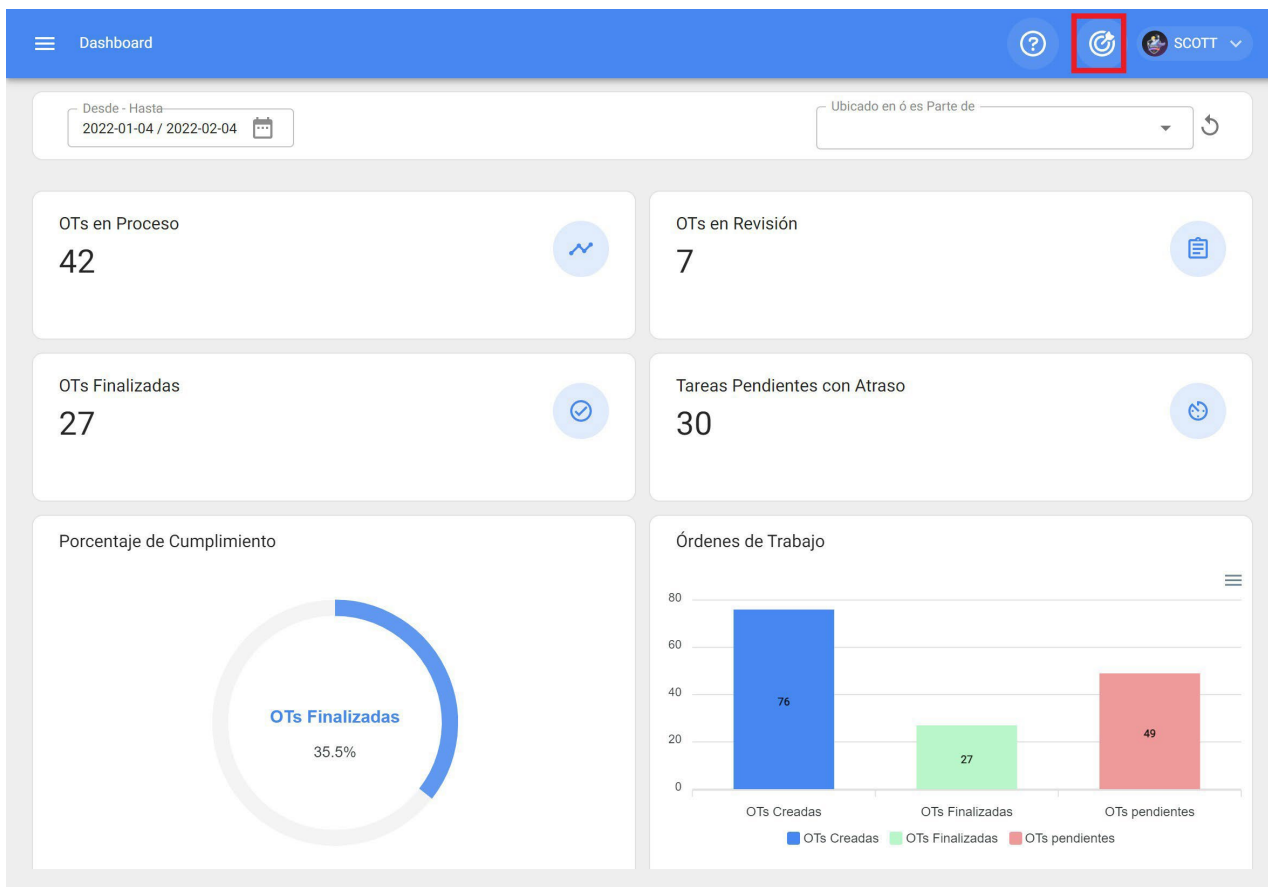 Dashboard
SCOTT
Desde - Hasta
2022-01-04 / 2022-02-04
Ubicado en ó es Parte de
OTs en Proceso
42
OTs en Revisión
7
OTs Finalizadas
27
Tareas Pendientes con Atraso
30
Porcentaje de Cumplimiento
OTs Finalizadas
35.5%
Órdenes de Trabajo
80
60
40
20
0
76
27
49
OTs Creadas OTs Finalizadas OTs pendientes
OTs Creadas OTs Finalizadas OTs pendientes